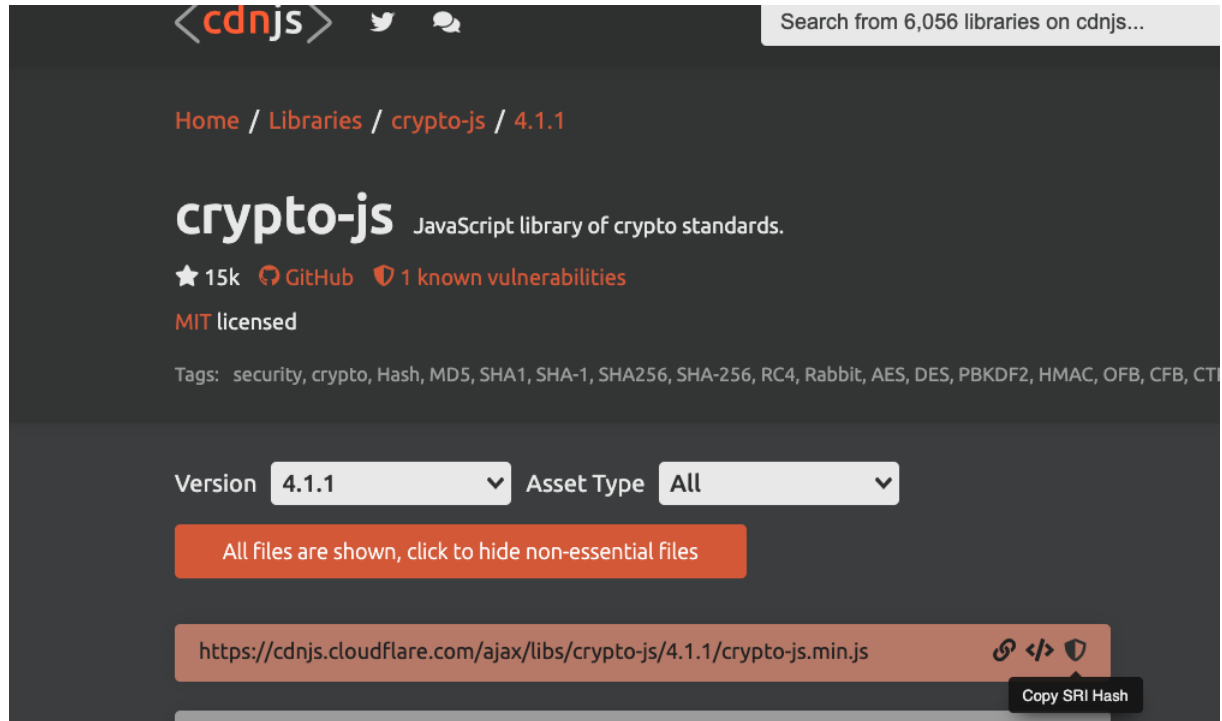 <cdnjs>
Search from 6,056 libraries on cdnjs...
Home / Libraries / crypto-js / 4.1.1
crypto-js JavaScript library of crypto standards.
15k GitHub 1 known vulnerabilities
MIT licensed
Tags: security, crypto, Hash, MD5, SHA1, SHA-1, SHA256, SHA-256, RC4, Rabbit, AES, DES, PBKDF2, HMAC, OFB, CFB,
Version 4.1.1 Asset Type All
All files are shown, click to hide non-essential files
https://cdnjs.cloudflare.com/ajax/libs/crypto-js/4.1.1/crypto-js.min.js </>
Copy SRI Hash